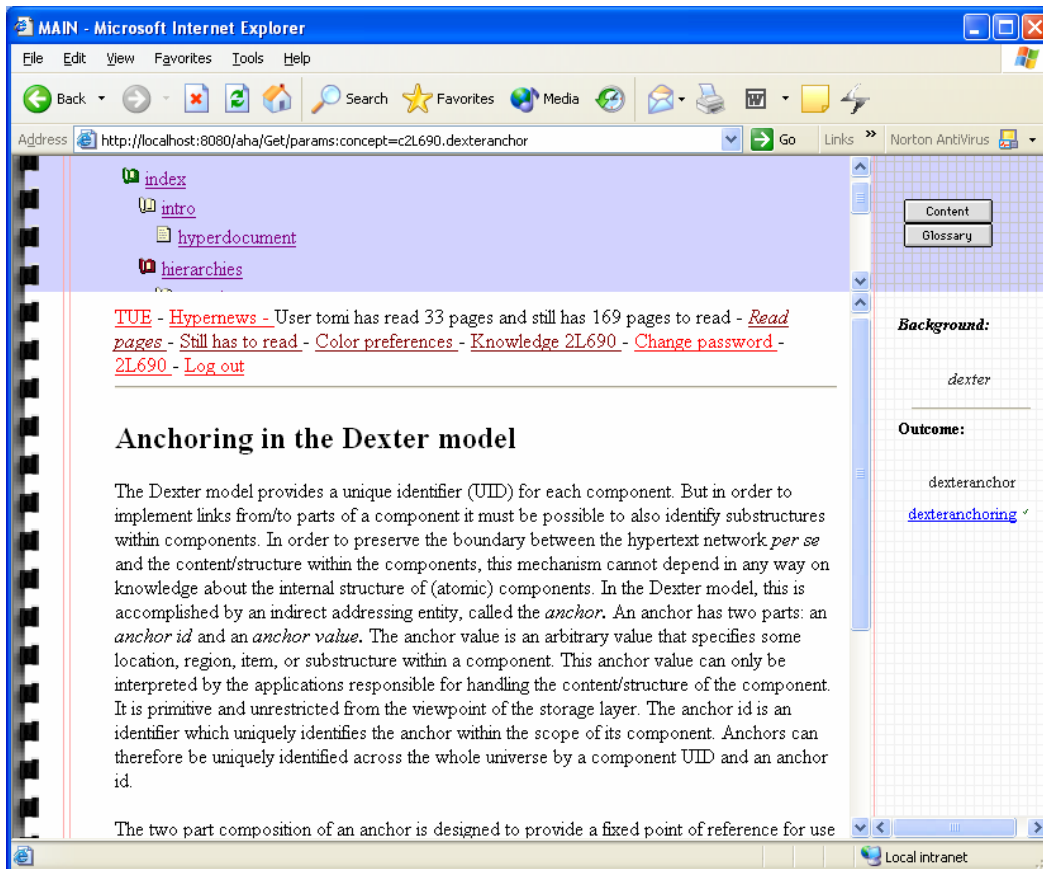 MAIN - Microsoft Internet Explorer
File Edit View Favorites Tools Help
Back Search Favorites Media
Address http://localhost:8080/aha/Get/params:concept=c2L690.dexteranchor Go Links » Norton AntiVirus
index
intro
hyperdocument
hierarchies
Content
Glossary
TUE - Hypernews - User tomi has read 33 pages and still has 169 pages to read - Read
pages - Still has to read - Color preferences - Knowledge 2L690 - Change password -
2L690 - Log out
Anchoring in the Dexter model
The Dexter model provides a unique identifier (UID) for each component. But in order to
implement links from/to parts of a component it must be possible to also identify substructures
within components. In order to preserve the boundary between the hypertext network per se
and the content/structure within the components, this mechanism cannot depend in any way on
knowledge about the internal structure of (atomic) components. In the Dexter model, this is
accomplished by an indirect addressing entity, called the anchor. An anchor has two parts: an
anchor id and an anchor value. The anchor value is an arbitrary value that specifies some
location, region, item, or substructure within a component. This anchor value can only be
interpreted by the applications responsible for handling the content/structure of the component.
It is primitive and unrestricted from the viewpoint of the storage layer. The anchor id is an
identifier which uniquely identifies the anchor within the scope of its component. Anchors can
therefore be uniquely identified across the whole universe by a component UID and an anchor
id.
The two part composition of an anchor is designed to provide a fixed point of reference for use
Background:
dexter
Outcome:
dexteranchor
dexteranchoring
Local intranet